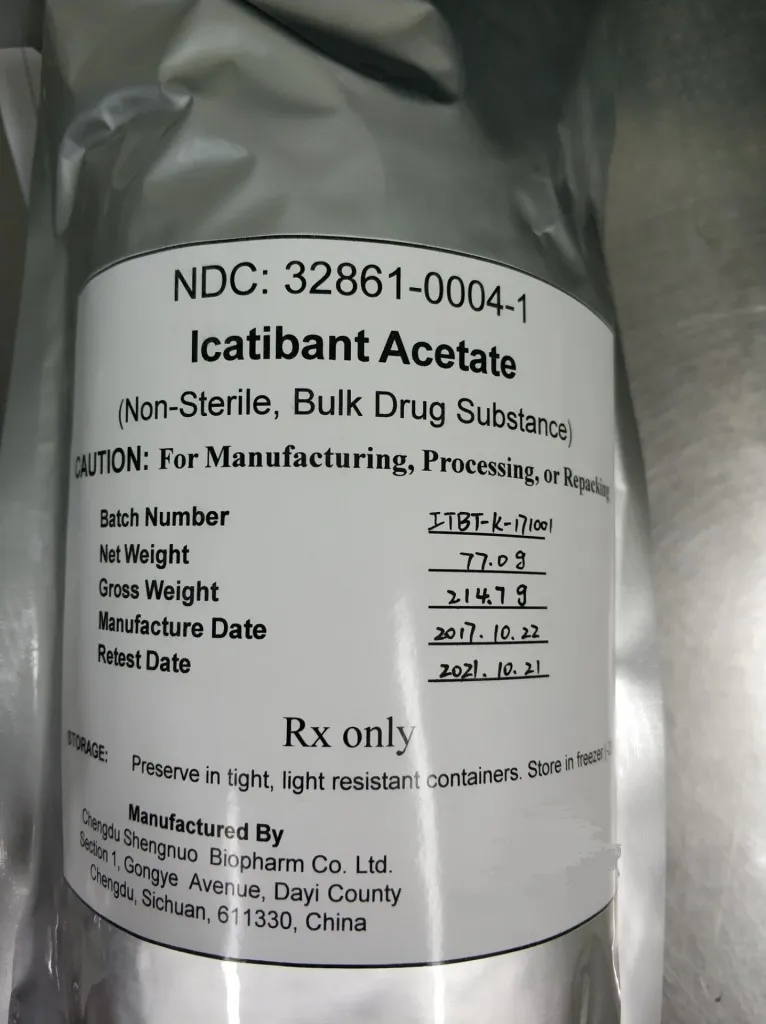 NDC: 32861-0004-1
Icatibant Acetate
(Non-Sterile, Bulk Drug Substance)
CAUTION: For Manufacturing, Processing, or Repacking
Batch Number ITBT-K-171001
Net Weight 77.0g
Gross Weight 214.7g
Manufacture Date 2017.10.22
Retest Date 2021.10.21
Rx only
STORAGE: Preserve in tight, light resistant containers. Store in freezer
Manufactured By
Chengdu Shengnuo Biopharm Co. Ltd.
Section 1, Gongye Avenue, Dayi County
Chengdu, Sichuan, 611330, China